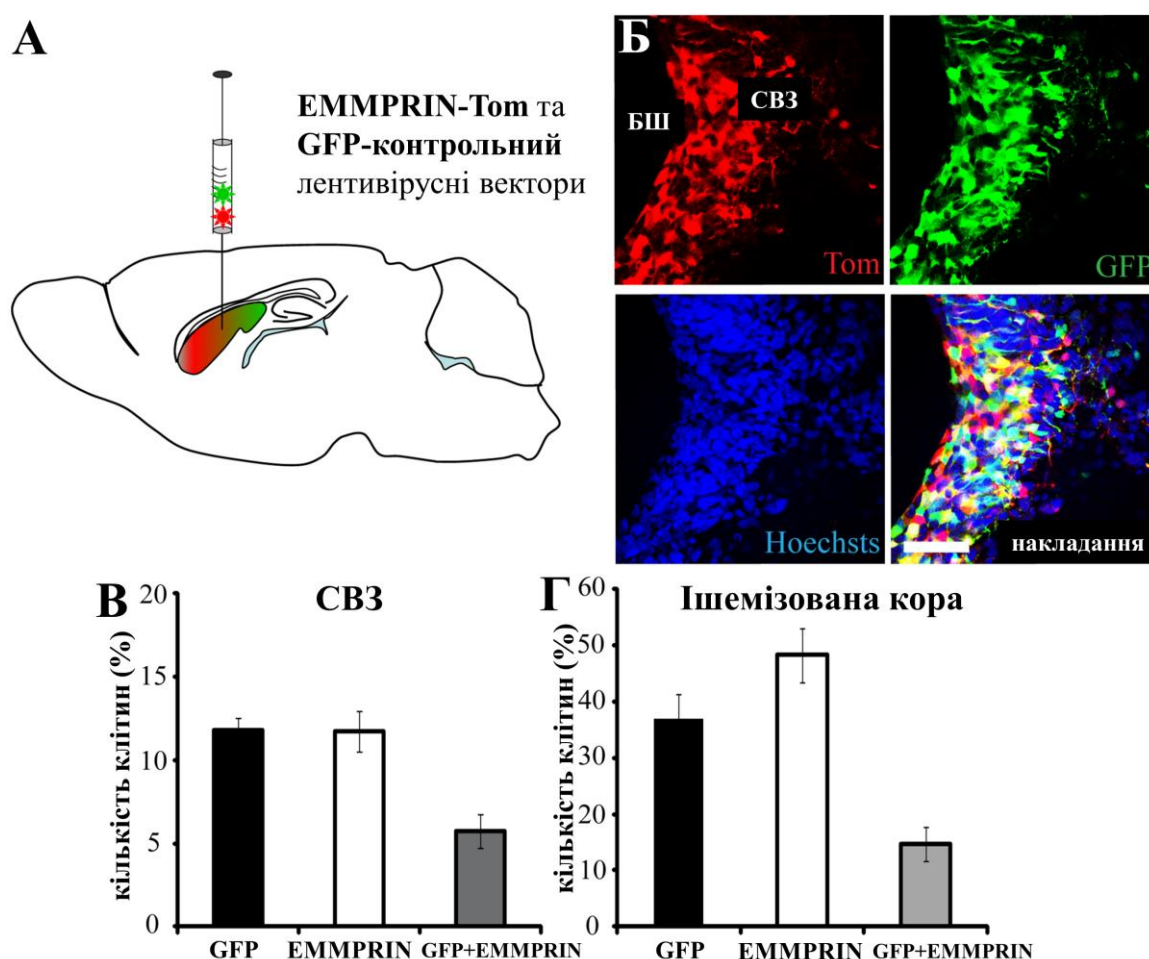 А
EMMPRIN-Tom та
GFP-контрольний
лентивірусні вектори
Б
БШ
СВЗ
Tom
GFP
Hoechsts
накладання
В
СВЗ
кількість клітин (%)
20
15
10
5
0
GFP
EMMPRIN
GFP+EMMPRIN
Г
Ішемізована кора
кількість клітин (%)
60
50
40
30
20
10
0
GFP
EMMPRIN
GFP+EMMPRIN